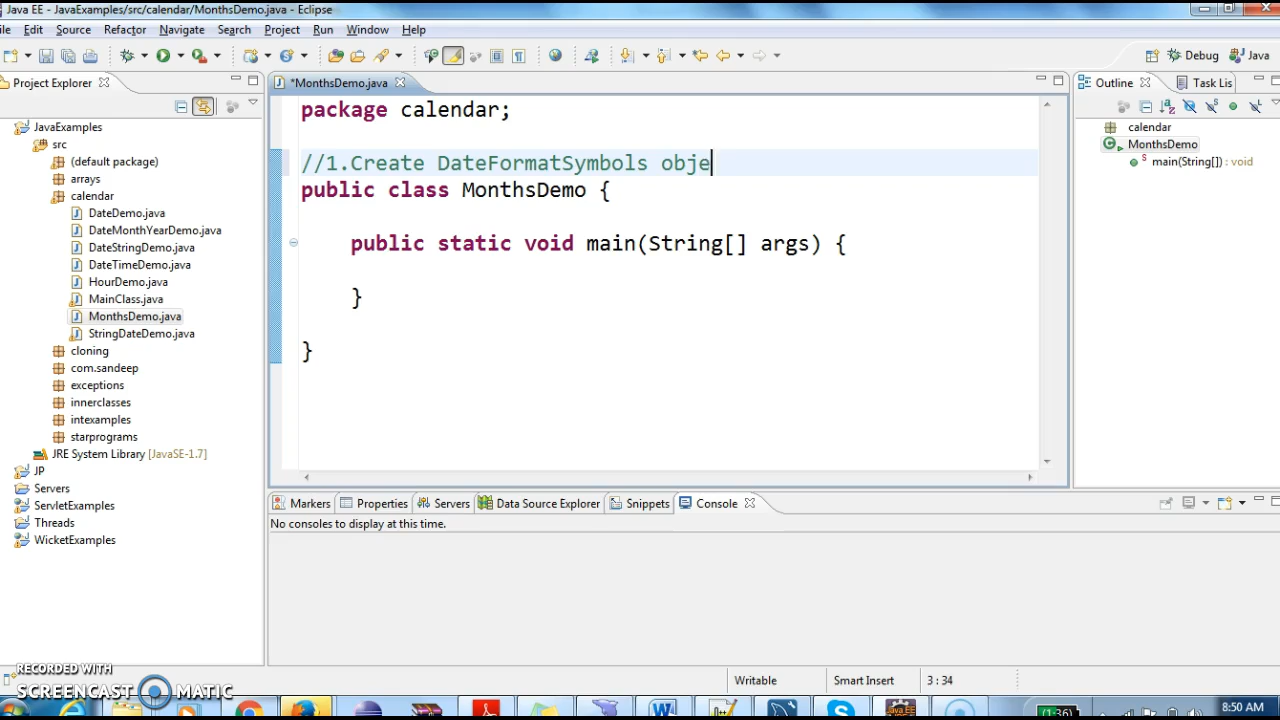 Java EE - JavaExamples/src/calendar/MonthsDemo.java - Eclipse
ile Edit Source Refactor Navigate Search Project Run Window Help
Debug Java
Project Explorer
*MonthsDemo.java
Outline Task Lis
JavaExamples
src
(default package)
arrays
calendar
DateDemo.java
DateMonthYearDemo.java
DateStringDemo.java
DateTimeDemo.java
HourDemo.java
MainClass.java
MonthsDemo.java
StringDateDemo.java
cloning
com.sandeep
exceptions
innerclasses
intexamples
starprograms
JRE System Library [JavaSE-1.7]
JP
Servers
ServletExamples
Threads
WicketExamples
package calendar;
//1.Create DateFormatSymbols obje
public class MonthsDemo {
public static void main(String[] args) {
}
}
calendar
MonthsDemo
main(String[]) : void
Markers Properties Servers Data Source Explorer Snippets Console
No consoles to display at this time.
Writable Smart Insert 3 : 34
RECORDED WITH
SCREENCAST MATIC
(1:36)
8:50 AM